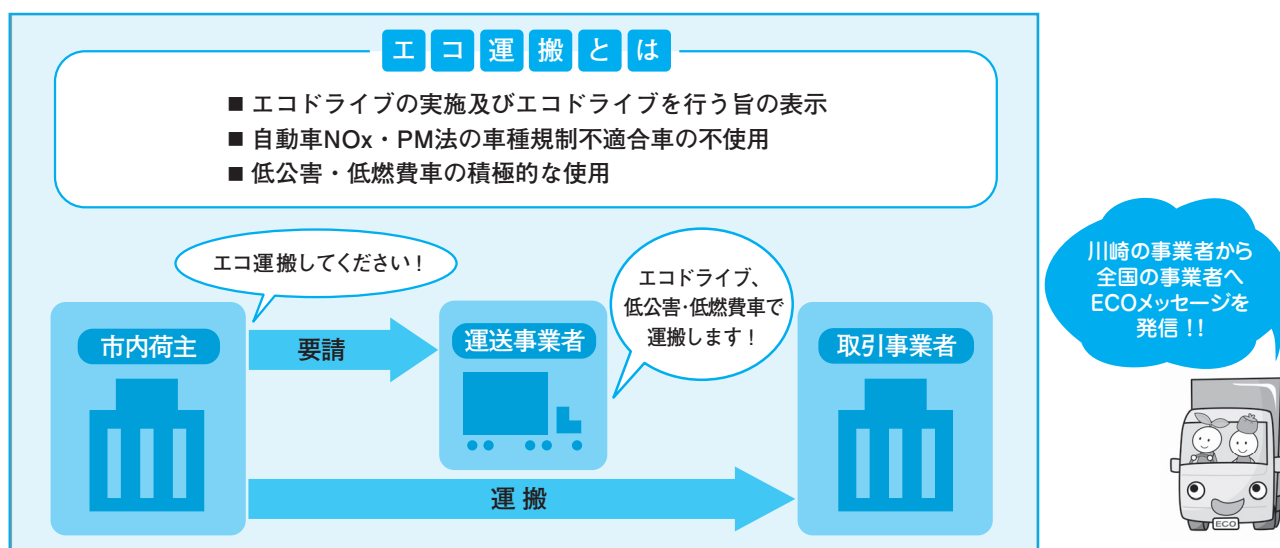 エコ運搬とは
■ エコドライブの実施及びエコドライブを行う旨の表示
■ 自動車NOx・PM法の車種規制不適合車の不使用
■ 低公害・低燃費車の積極的な使用
エコ運搬してください！
エコドライブ、
低公害・低燃費車で
運搬します！
市内荷主
要請
運送事業者
取引事業者
運 搬
川崎の事業者から
全国の事業者へ
ECOメッセージを
発信！！
ECO